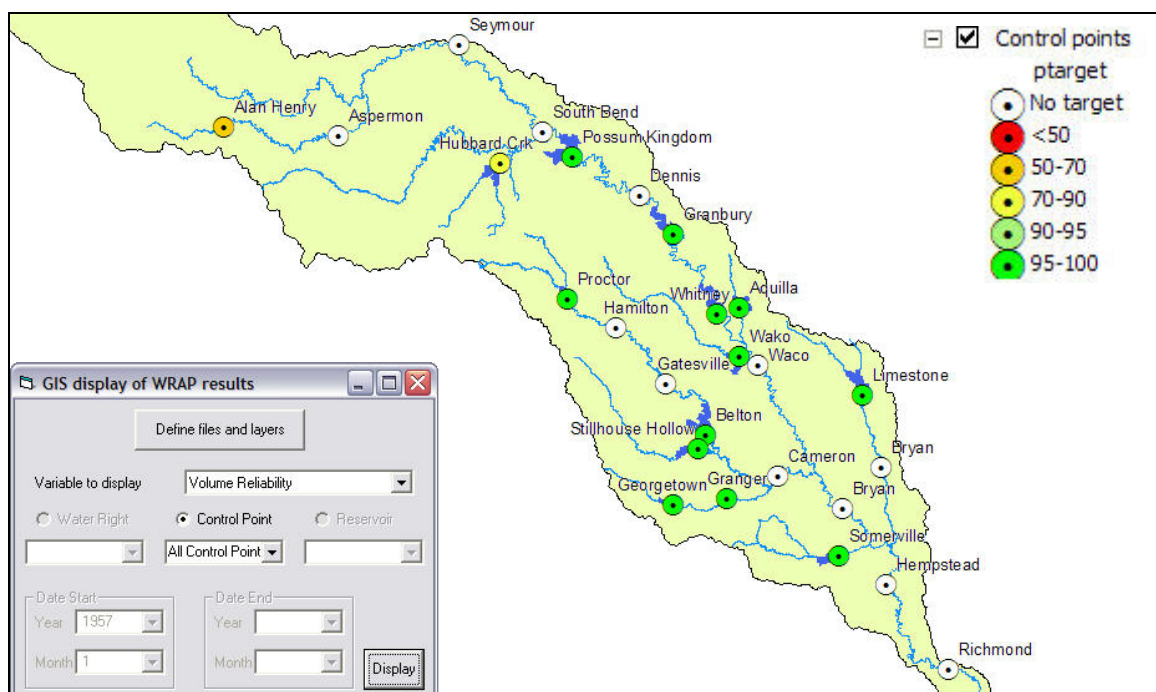 Seymour
Control points
ptarget
No target
<50
50-70
70-90
90-95
95-100
Alan Henry
Aspermon
South Bend
Possum Kingdom
Hubbard Crk
Dennis
Granbury
Proctor
Hamilton
Whitney
Aquilla
Wako
Waco
Gatesville
Limestone
Belton
Stillhouse Hollow
Cameron
Bryan
Georgetown
Granger
Bryan
Somerville
Hempstead
Richmond
GIS display of WRAP results
Define files and layers
Variable to display
Volume Reliability
Water Right
Control Point
Reservoir
All Control Point
Date Start
Date End
Year
1957
Year
Month
1
Month
Display